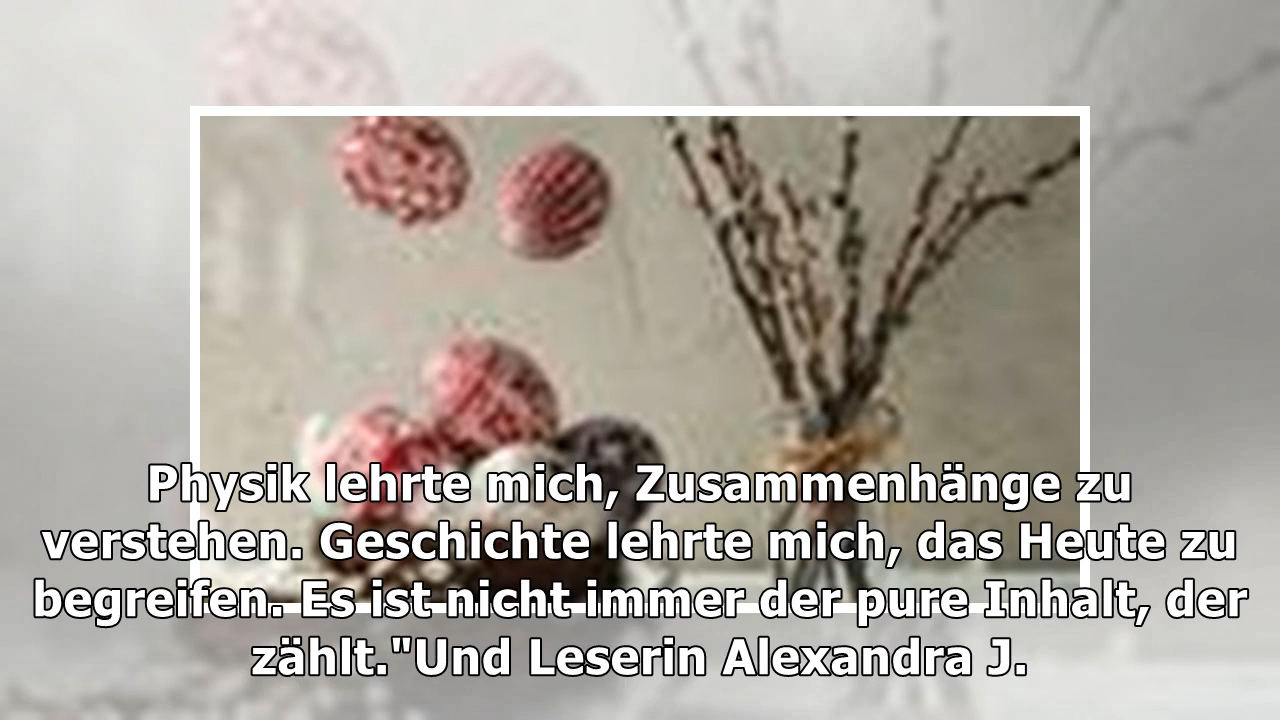 Physik lehrte mich, Zusammenhänge zu
verstehen. Geschichte lehrte mich, das Heute zu
begreifen. Es ist nicht immer der pure Inhalt, der
zählt."Und Leserin Alexandra J.